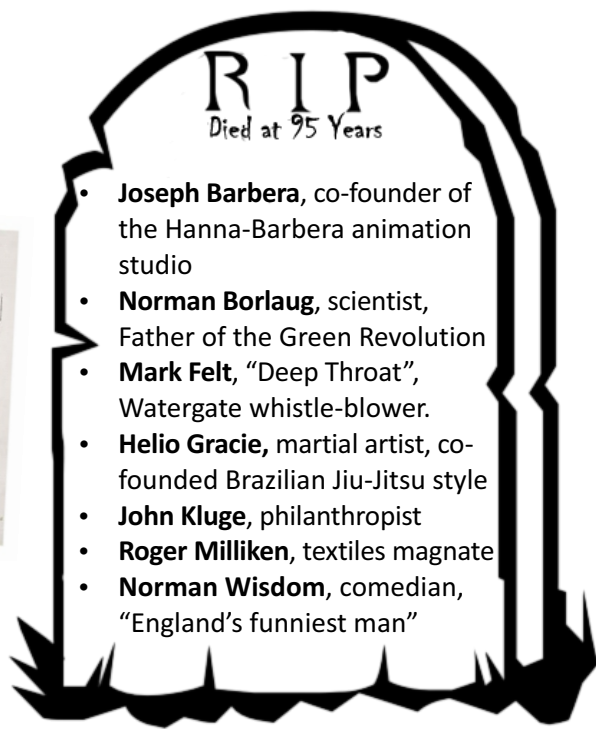 R I P
Died at 95 Years
• Joseph Barbera, co-founder of
the Hanna-Barbera animation
studio
• Norman Borlaug, scientist,
Father of the Green Revolution
• Mark Felt, “Deep Throat”,
Watergate whistle-blower.
• Helio Gracie, martial artist, co-
founded Brazilian Jiu-Jitsu style
• John Kluge, philanthropist
• Roger Milliken, textiles magnate
• Norman Wisdom, comedian,
“England’s funniest man”